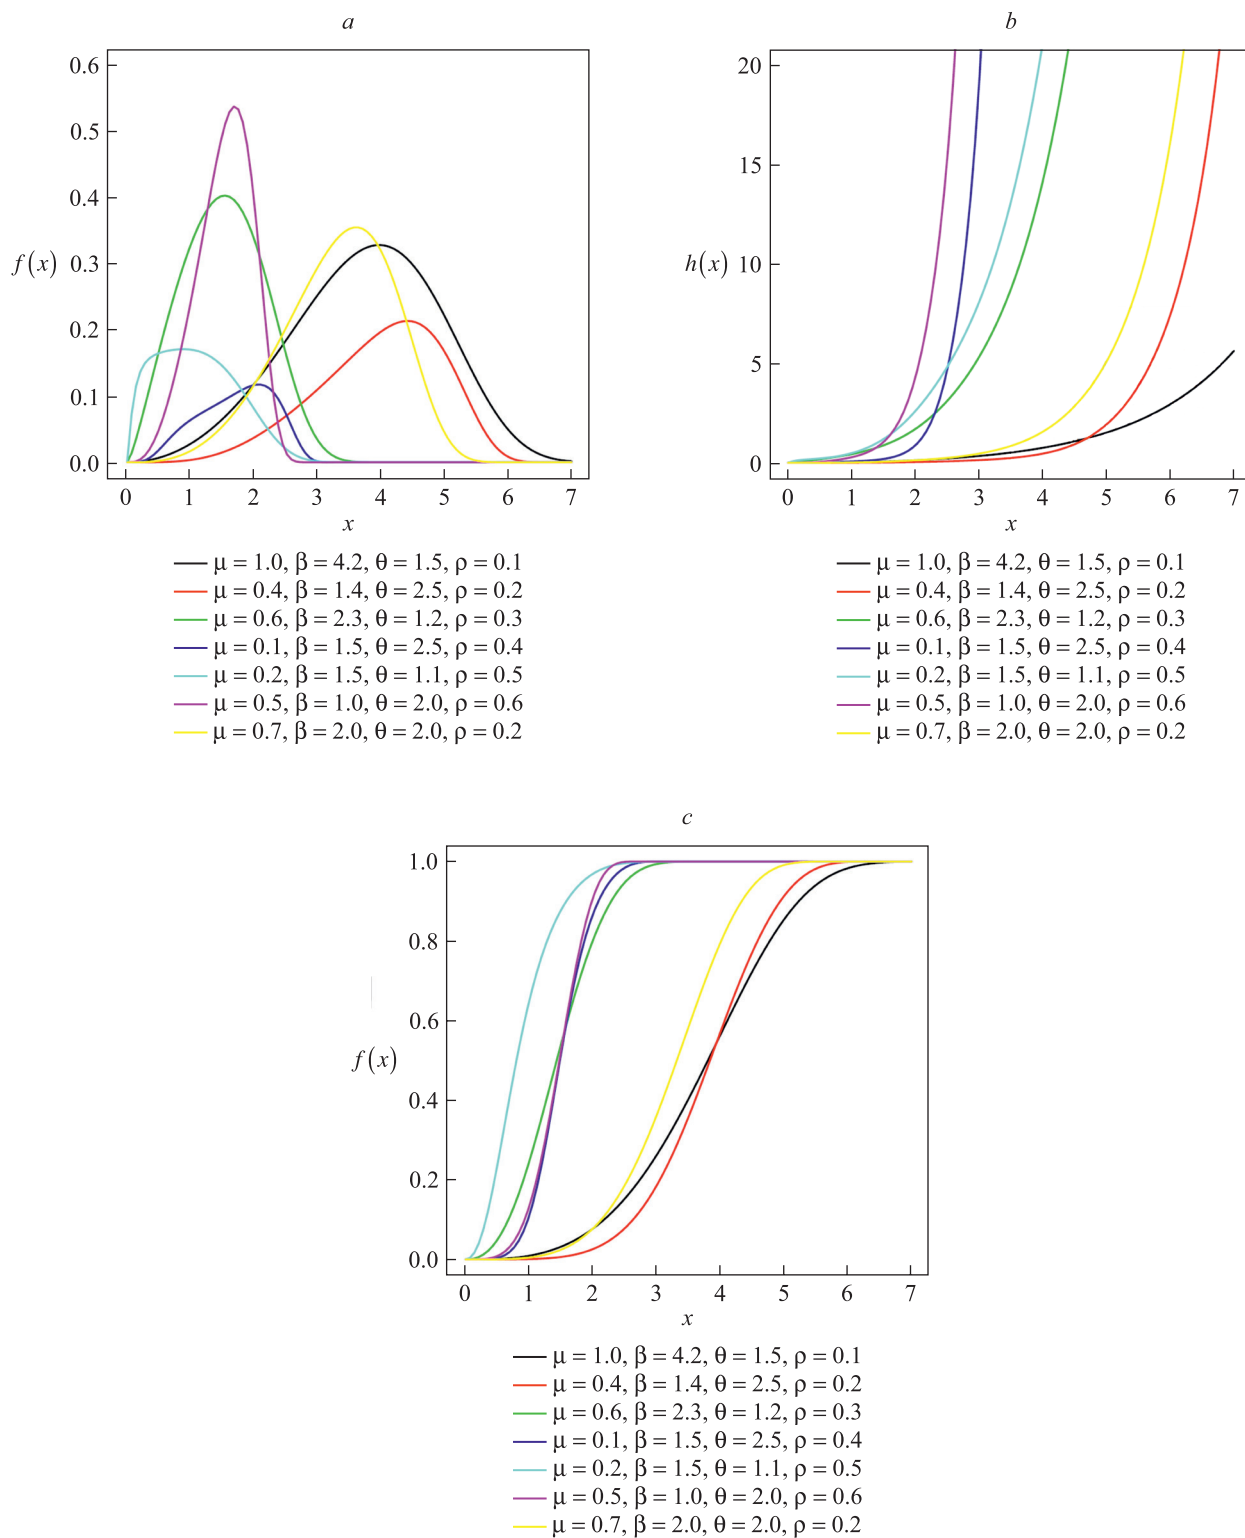 a
0.6
0.5
0.4
0.3
0.2
0.1
0.0
f(x)
0 1 2 3 4 5 6 7
x
μ = 1.0, β = 4.2, θ = 1.5, ρ = 0.1
μ = 0.4, β = 1.4, θ = 2.5, ρ = 0.2
μ = 0.6, β = 2.3, θ = 1.2, ρ = 0.3
μ = 0.1, β = 1.5, θ = 2.5, ρ = 0.4
μ = 0.2, β = 1.5, θ = 1.1, ρ = 0.5
μ = 0.5, β = 1.0, θ = 2.0, ρ = 0.6
μ = 0.7, β = 2.0, θ = 2.0, ρ = 0.2
b
20
15
10
5
0
h(x)
0 1 2 3 4 5 6 7
x
μ = 1.0, β = 4.2, θ = 1.5, ρ = 0.1
μ = 0.4, β = 1.4, θ = 2.5, ρ = 0.2
μ = 0.6, β = 2.3, θ = 1.2, ρ = 0.3
μ = 0.1, β = 1.5, θ = 2.5, ρ = 0.4
μ = 0.2, β = 1.5, θ = 1.1, ρ = 0.5
μ = 0.5, β = 1.0, θ = 2.0, ρ = 0.6
μ = 0.7, β = 2.0, θ = 2.0, ρ = 0.2
c
1.0
0.8
0.6
0.4
0.2
0.0
f(x)
0 1 2 3 4 5 6 7
x
μ = 1.0, β = 4.2, θ = 1.5, ρ = 0.1
μ = 0.4, β = 1.4, θ = 2.5, ρ = 0.2
μ = 0.6, β = 2.3, θ = 1.2, ρ = 0.3
μ = 0.1, β = 1.5, θ = 2.5, ρ = 0.4
μ = 0.2, β = 1.5, θ = 1.1, ρ = 0.5
μ = 0.5, β = 1.0, θ = 2.0, ρ = 0.6
μ = 0.7, β = 2.0, θ = 2.0, ρ = 0.2